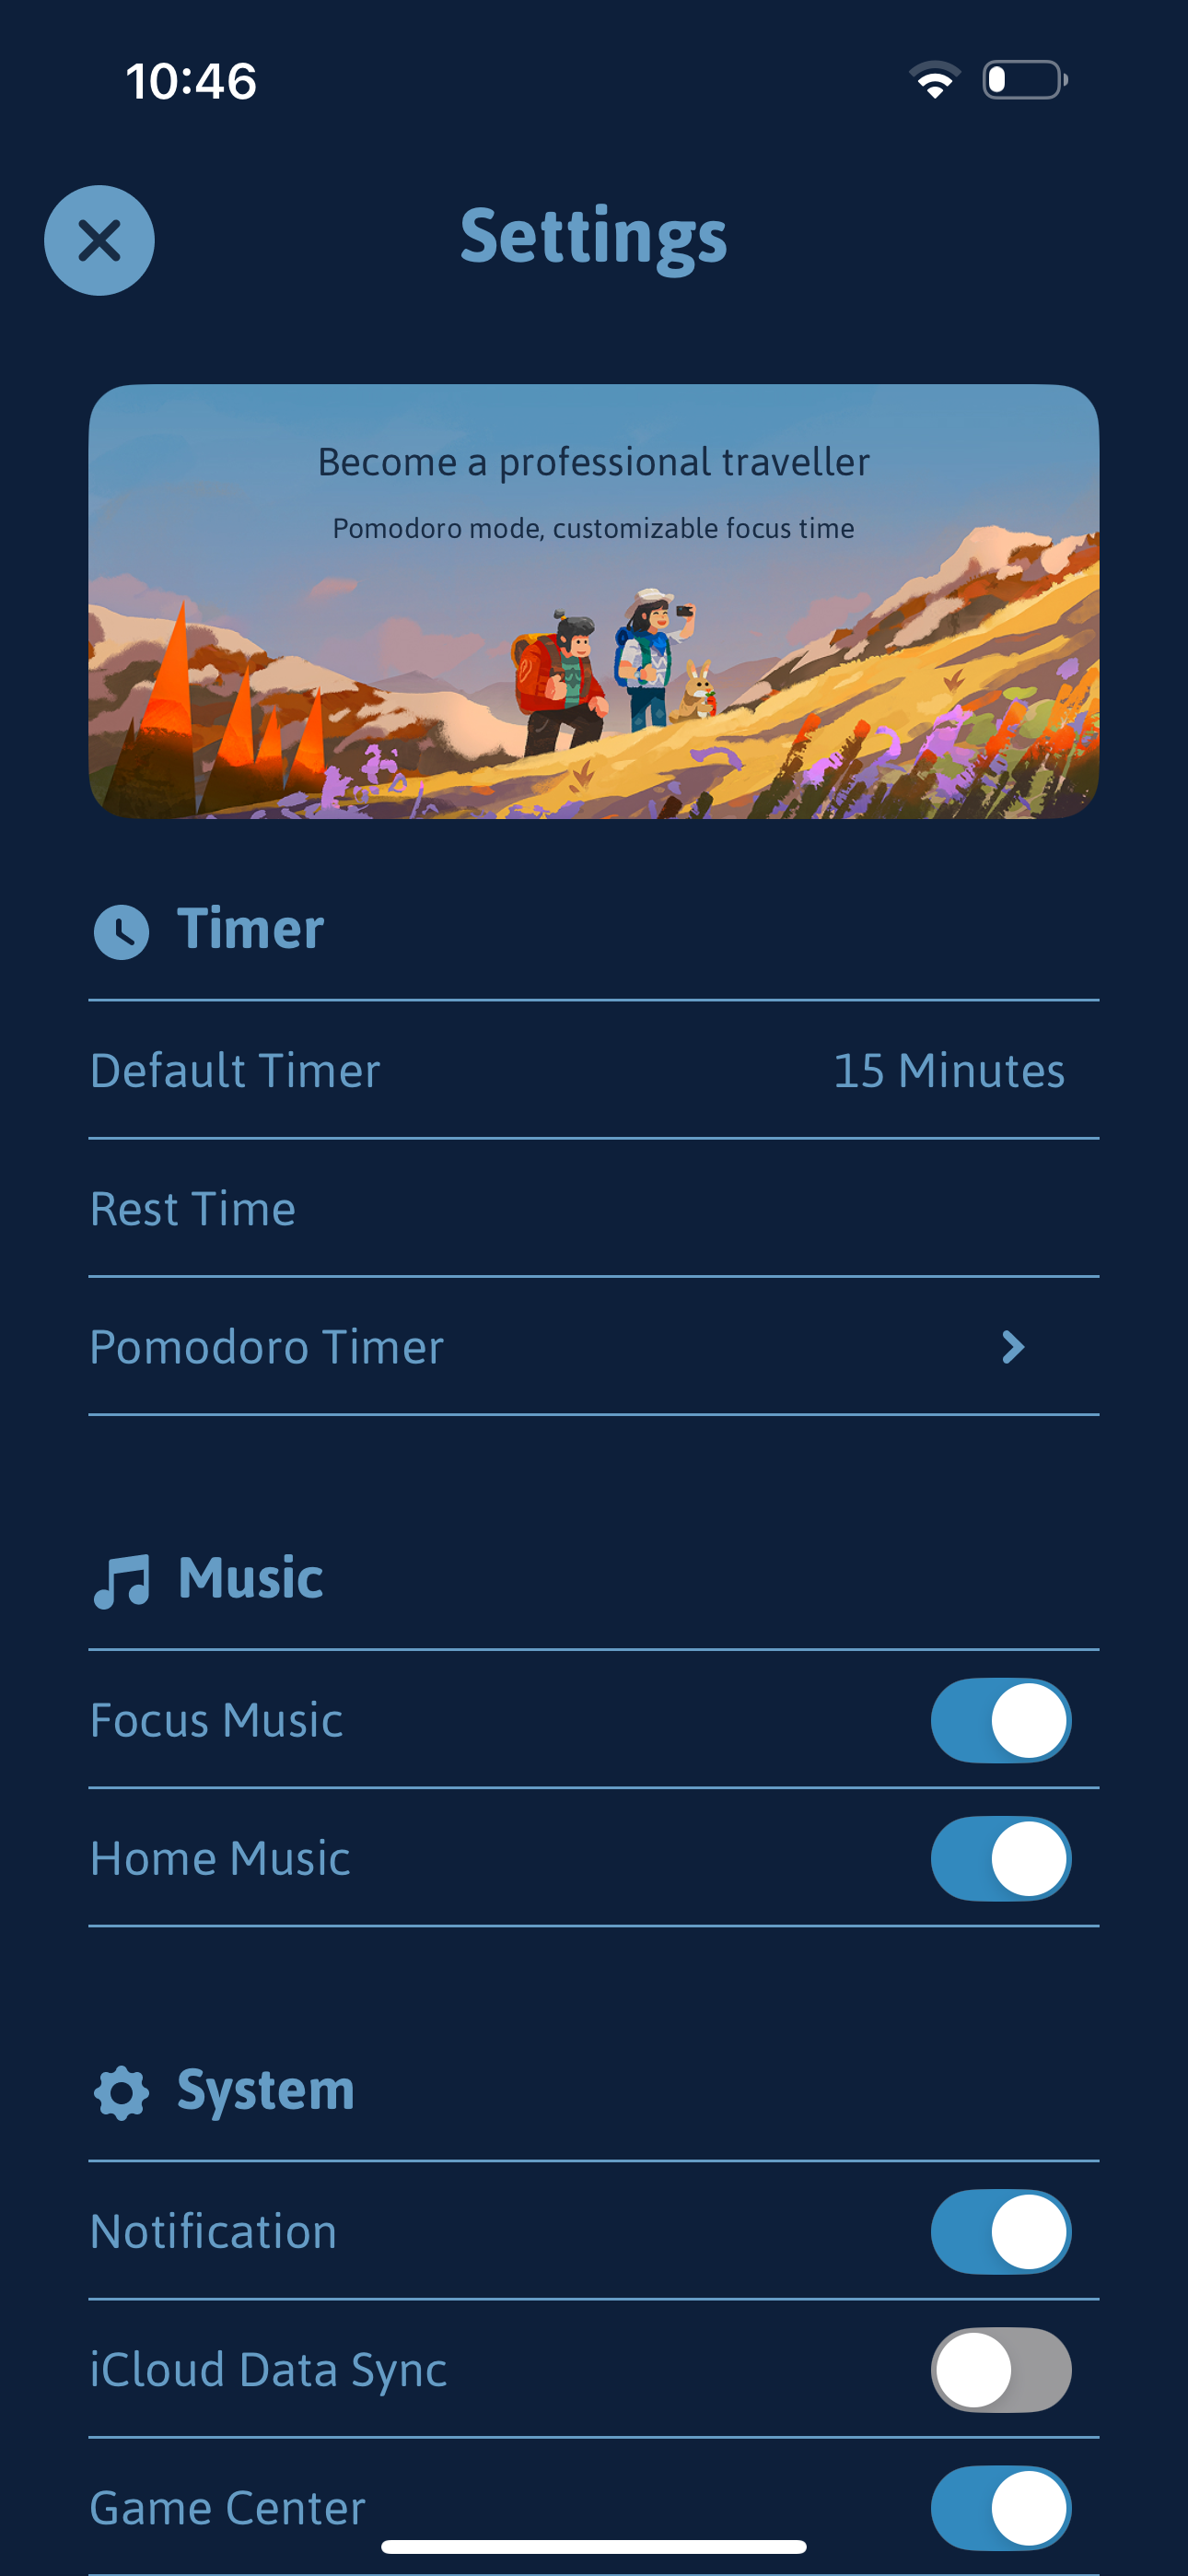 10:46
Settings
Become a professional traveller
Pomodoro mode, customizable focus time
Timer
Default Timer 15 Minutes
Rest Time
Pomodoro Timer
Music
Focus Music
Home Music
System
Notification
iCloud Data Sync
Game Center